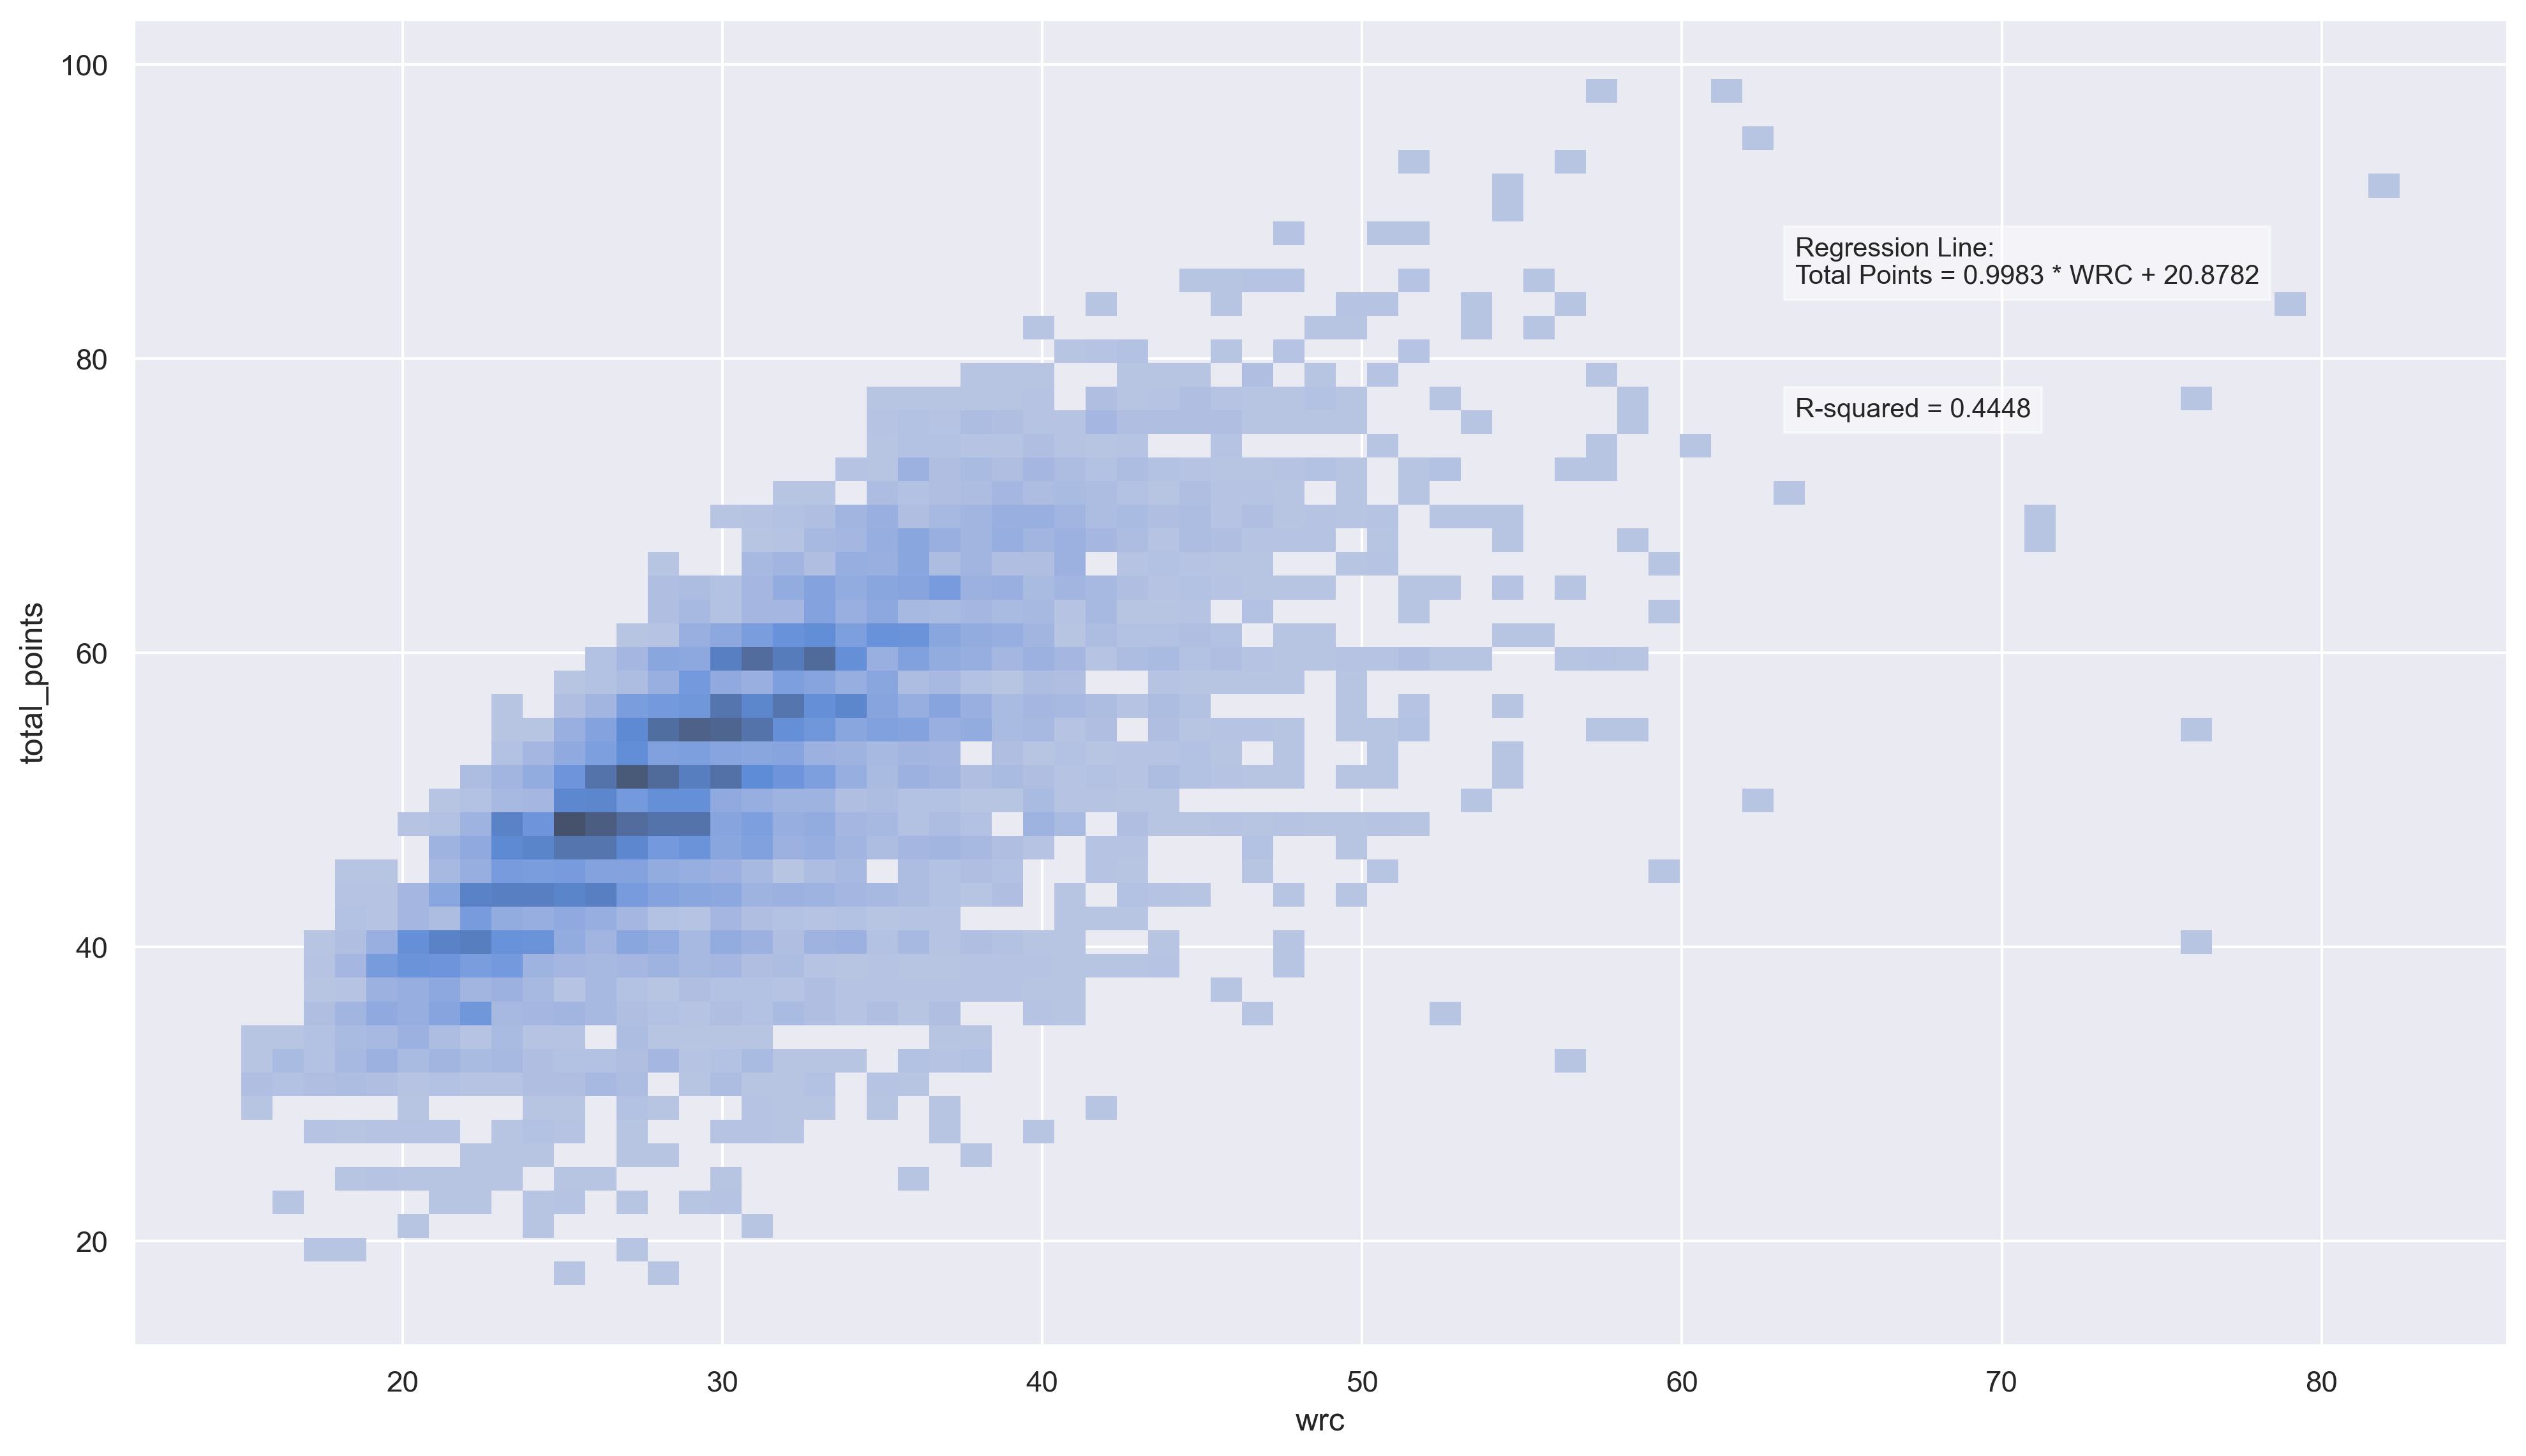 100
80
60
40
20
total_points
Regression Line:
Total Points = 0.9983 * WRC + 20.8782
R-squared = 0.4448
20
30
40
50
60
70
80
wrc